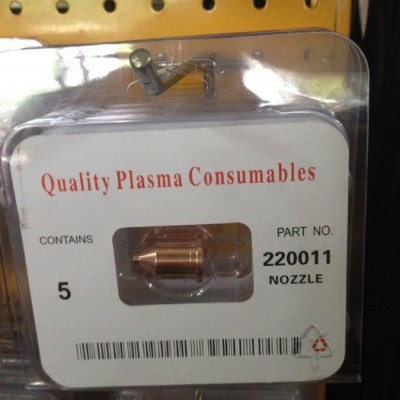 Quality Plasma Consumables
CONTAINS
5
PART NO.
220011
NOZZLE